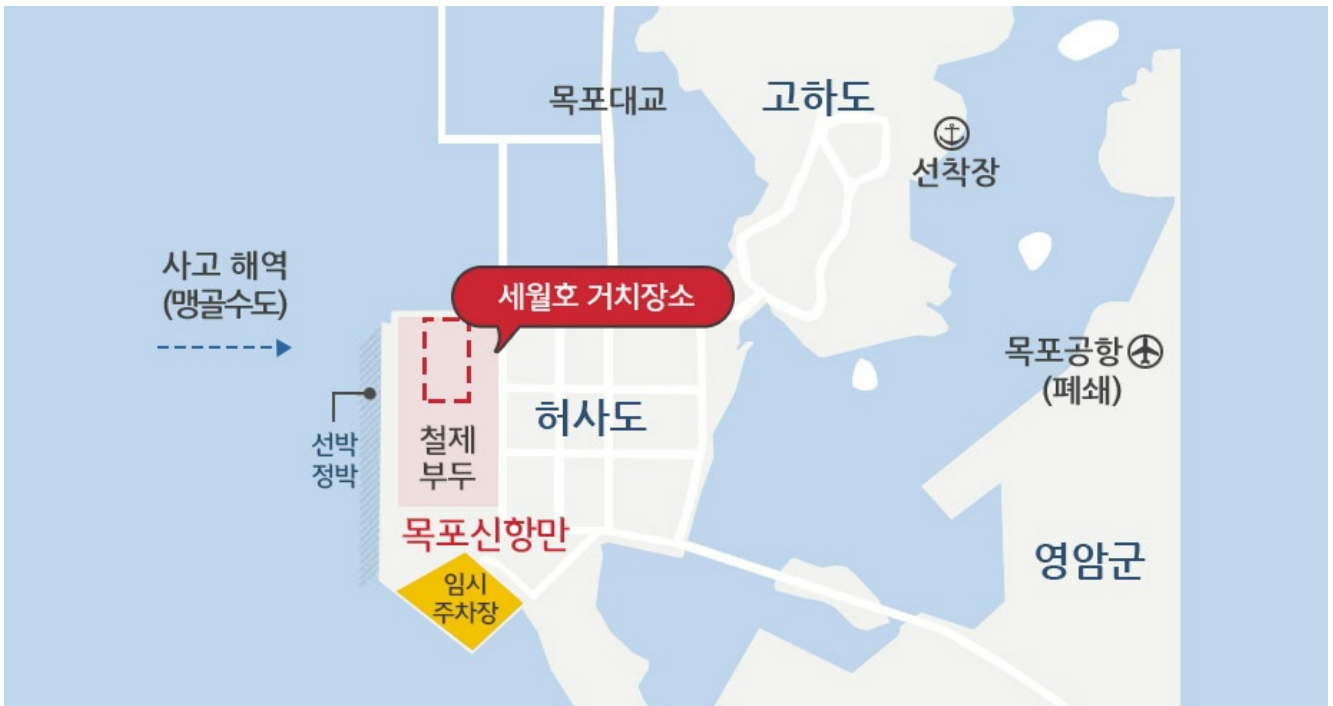 목포대교
고하도
선착장
사고 해역
(맹골수도)
세월호 거치장소
목포공항
(폐쇄)
허사도
선박
정박
철제
부두
목포신항만
영암군
임시
주차장